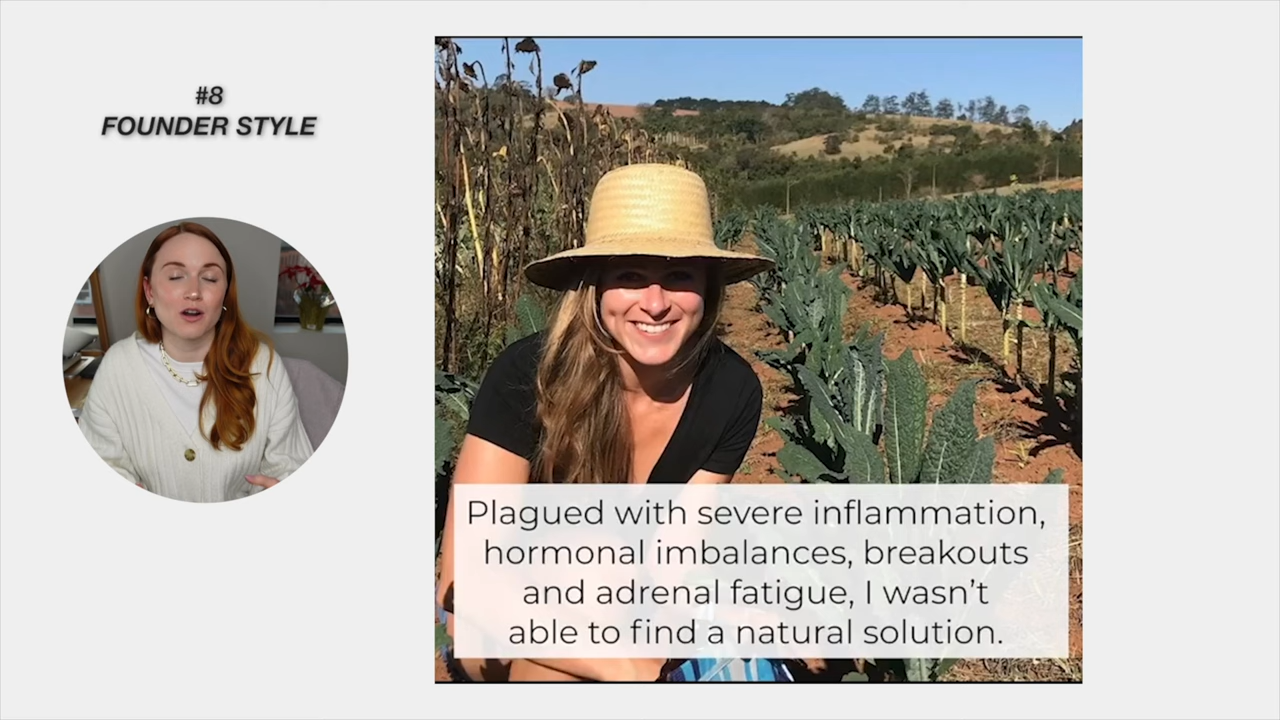 #8
FOUNDER STYLE
Plagued with severe inflammation,
hormonal imbalances, breakouts
and adrenal fatigue, I wasn’t
able to find a natural solution.